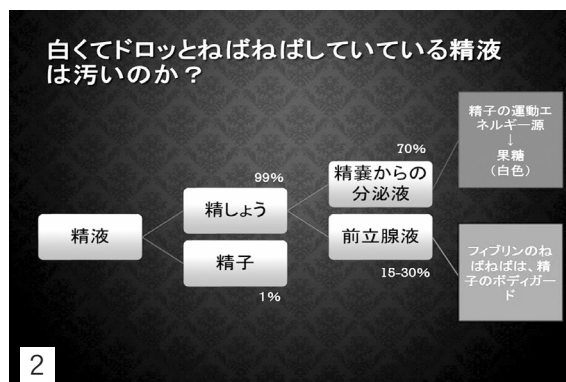 白くてドロッとねばねばしていている精液
は汚いのか？
精液
99%
精しょう
精子
1%
70%
精嚢からの
分泌液
前立腺液
15-30%
精子の運動エ
ネルギー源
↓
果糖
（白色）
フィブリンのね
ばねばは、精
子のボディガー
ド
2